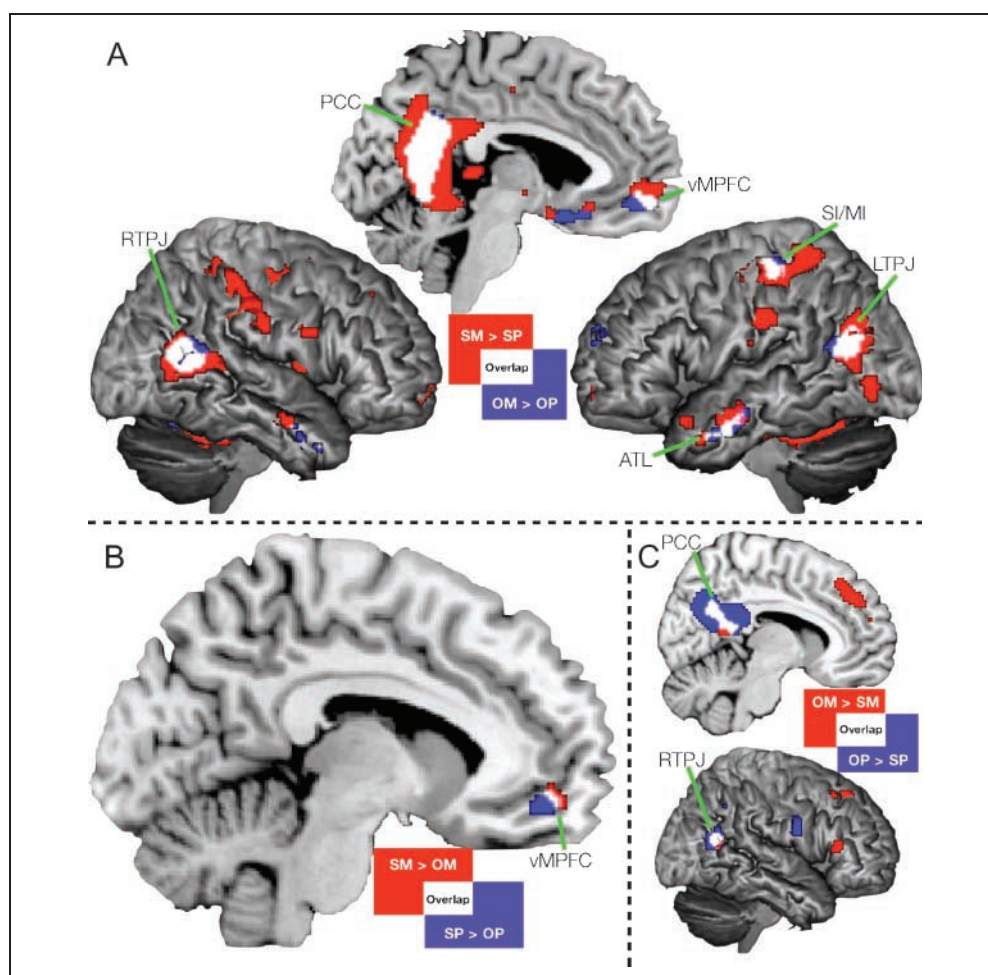 A
PCC
vMPFC
SI/MI
RTPJ
LTPJ
SM > SP
Overlap
OM > OP
ATL
B
vMPFC
SM > OM
Overlap
SP > OP
C
PCC
OM > SM
Overlap
OP > SP
RTPJ